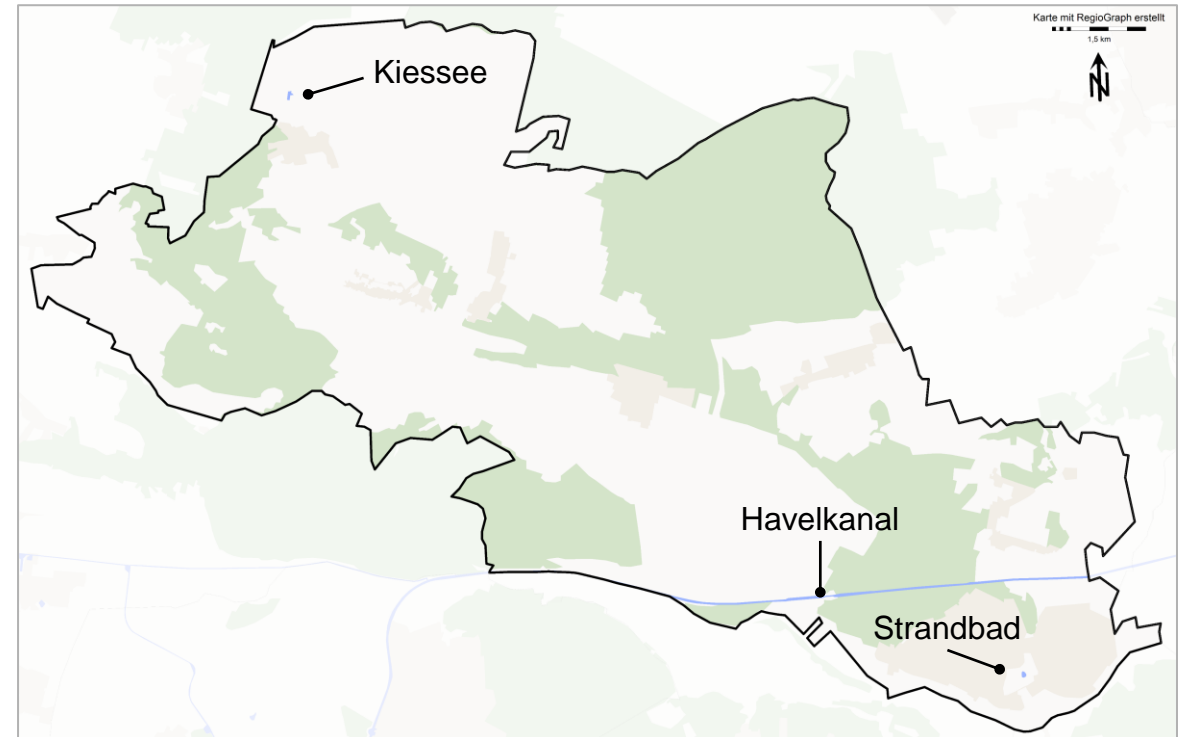 Karte mit RegioGraph erstellt
1,5 km
N
Kiessee
Havelkanal
Strandbad